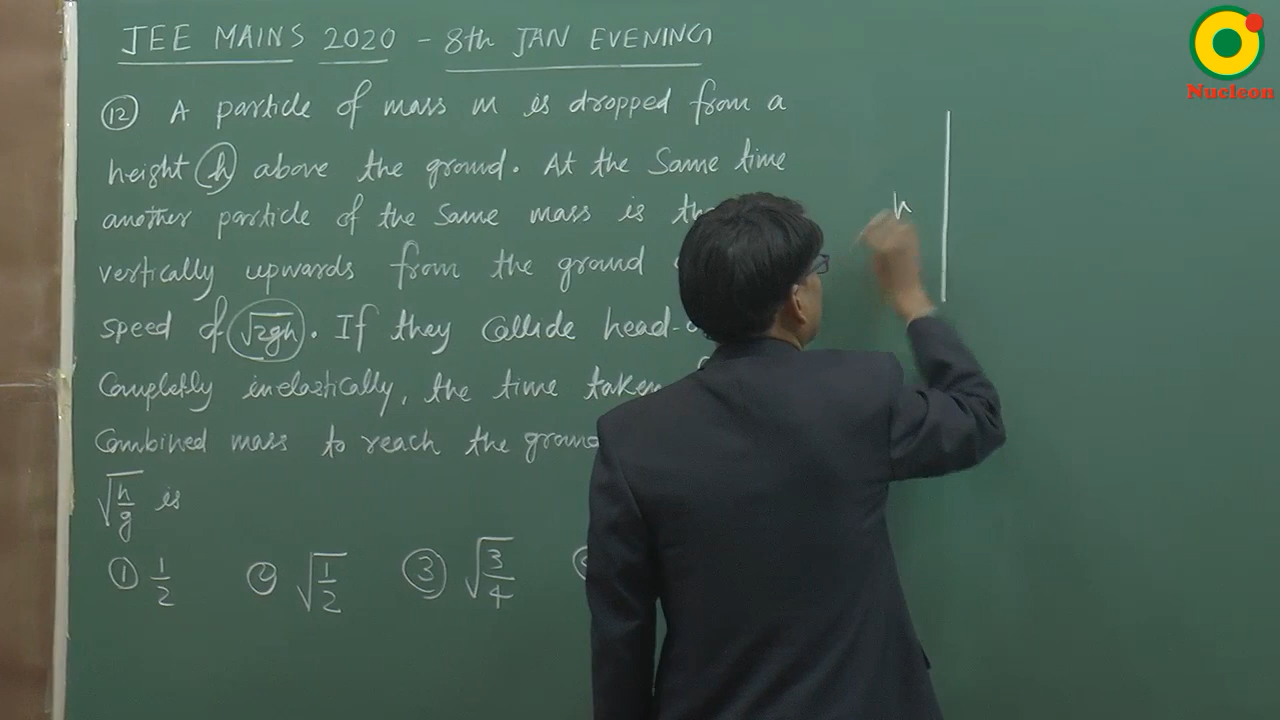 JEE MAINS 2020 - 8th JAN EVENING
Nucleon
⑫ A particle of mass m is dropped from a
height h above the ground. At the same time
another particle of the same mass is
vertically upwards from the ground
speed of √2gh. If they collide head-
Completly inelastically, the time taken
Combined mass to reach the ground
√h/g is
h
① 1/2 ② √1/2 ③ √3/4